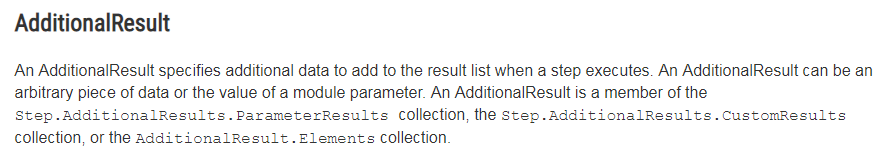 AdditionalResult
An AdditionalResult specifies additional data to add to the result list when a step executes. An AdditionalResult can be an
arbitrary piece of data or the value of a module parameter. An AdditionalResult is a member of the
Step.AdditionalResults.ParameterResults collection, the Step.AdditionalResults.CustomResults
collection, or the AdditionalResult.Elements collection.